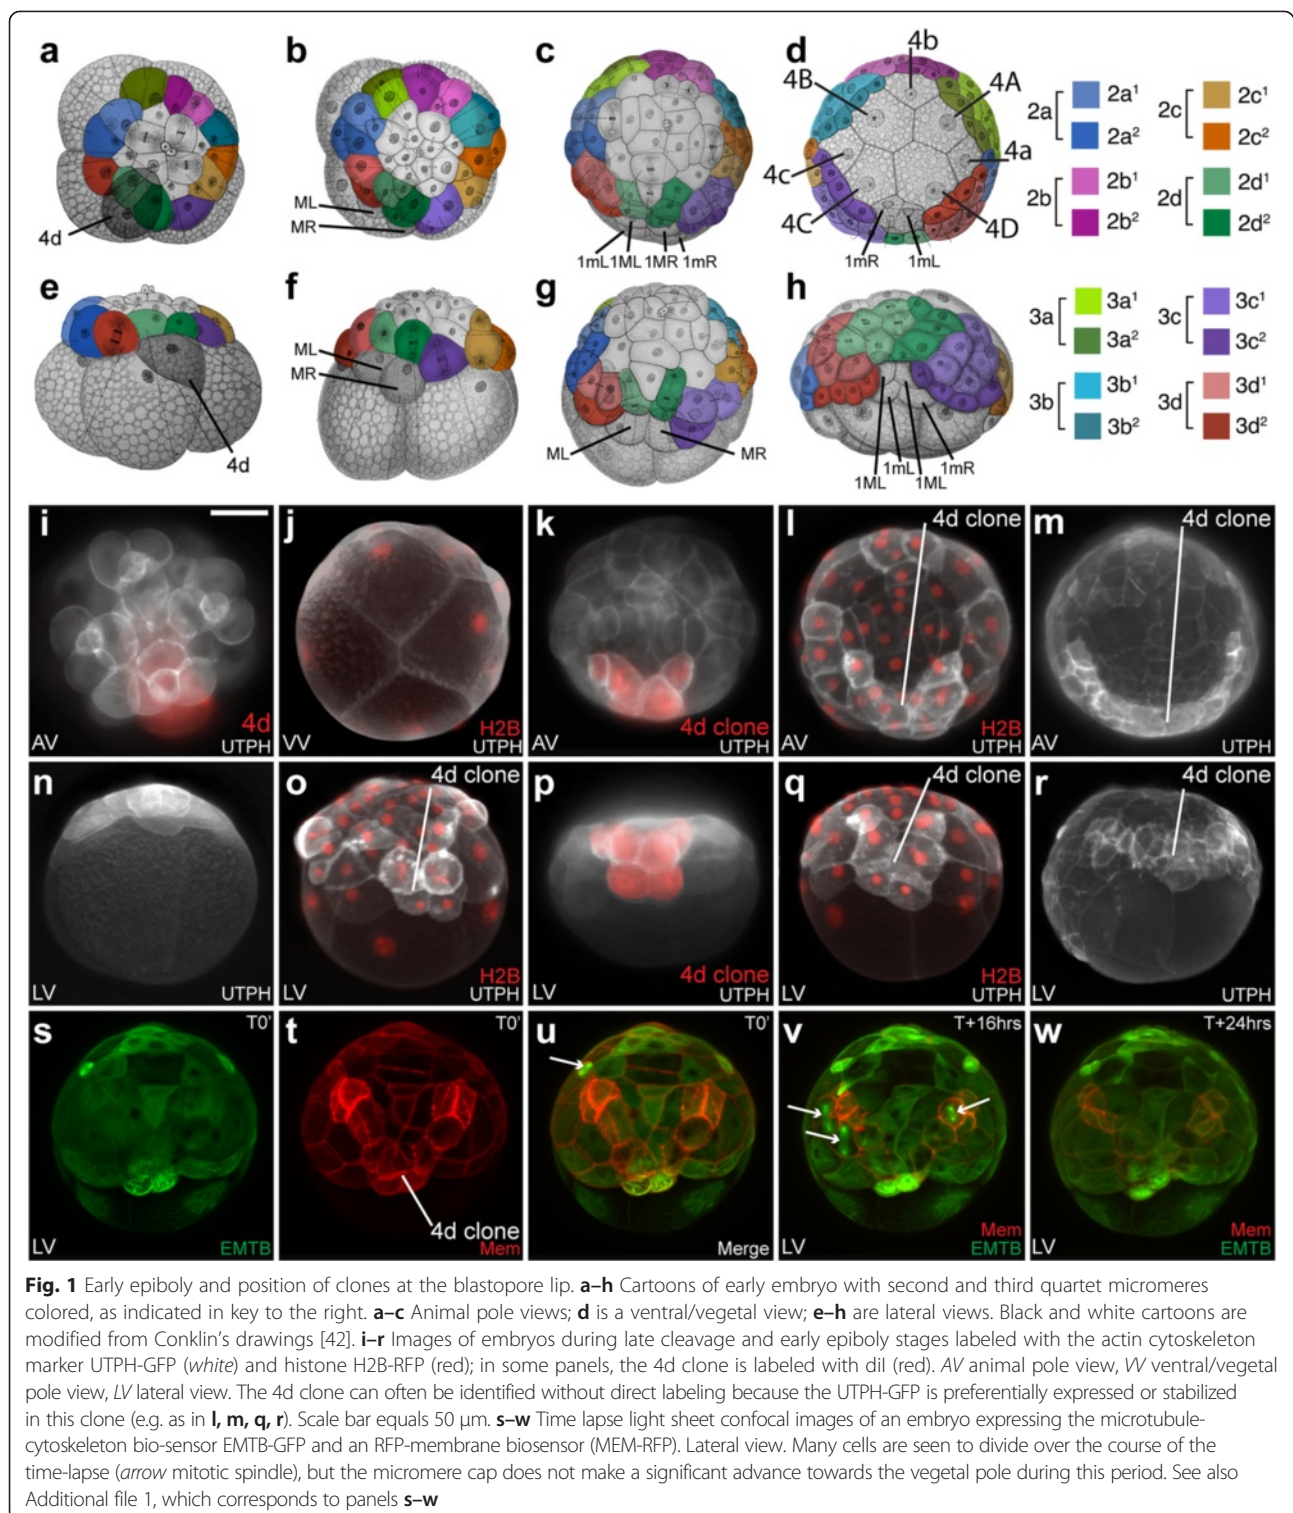 a
b
c
d
4b
4B
4A
4a
4c
4C
4D
1mR
1mL
4d
ML
MR
1mL 1ML 1MR 1mR
2a
2a¹
2a²
2c
2c¹
2c²
2b
2b¹
2b²
2d
2d¹
2d²
e
f
g
h
4d
ML
MR
ML
MR
1mL
1mR
1ML
1ML
3a
3a¹
3a²
3c
3c¹
3c²
3b
3b¹
3b²
3d
3d¹
3d²
i
4d
AV
UTPH
j
H2B
VV
UTPH
k
4d clone
AV
UTPH
l
4d clone
H2B
AV
UTPH
m
4d clone
AV
UTPH
n
LV
UTPH
o
4d clone
H2B
LV
UTPH
p
4d clone
LV
UTPH
q
4d clone
H2B
LV
UTPH
r
4d clone
LV
UTPH
s
T0'
LV
EMTB
t
T0'
4d clone
Mem
u
T0'
Merge
v
T+16hrs
Mem
LV
EMTB
w
T+24hrs
Mem
LV
EMTB
Fig. 1 Early epiboly and position of clones at the blastopore lip. a–h Cartoons of early embryo with second and third quartet micromeres
colored, as indicated in key to the right. a–c Animal pole views; d is a ventral/vegetal view; e–h are lateral views. Black and white cartoons are
modified from Conklin's drawings [42]. i–r Images of embryos during late cleavage and early epiboly stages labeled with the actin cytoskeleton
marker UTPH-GFP (white) and histone H2B-RFP (red); in some panels, the 4d clone is labeled with diI (red). AV animal pole view, VV ventral/vegetal
pole view, LV lateral view. The 4d clone can often be identified without direct labeling because the UTPH-GFP is preferentially expressed or stabilized
in this clone (e.g. as in l, m, q, r). Scale bar equals 50 μm. s–w Time lapse light sheet confocal images of an embryo expressing the microtubule-
cytoskeleton bio-sensor EMTB-GFP and an RFP-membrane biosensor (MEM-RFP). Lateral view. Many cells are seen to divide over the course of the
time-lapse (arrow mitotic spindle), but the micromere cap does not make a significant advance towards the vegetal pole during this period. See also
Additional file 1, which corresponds to panels s–w